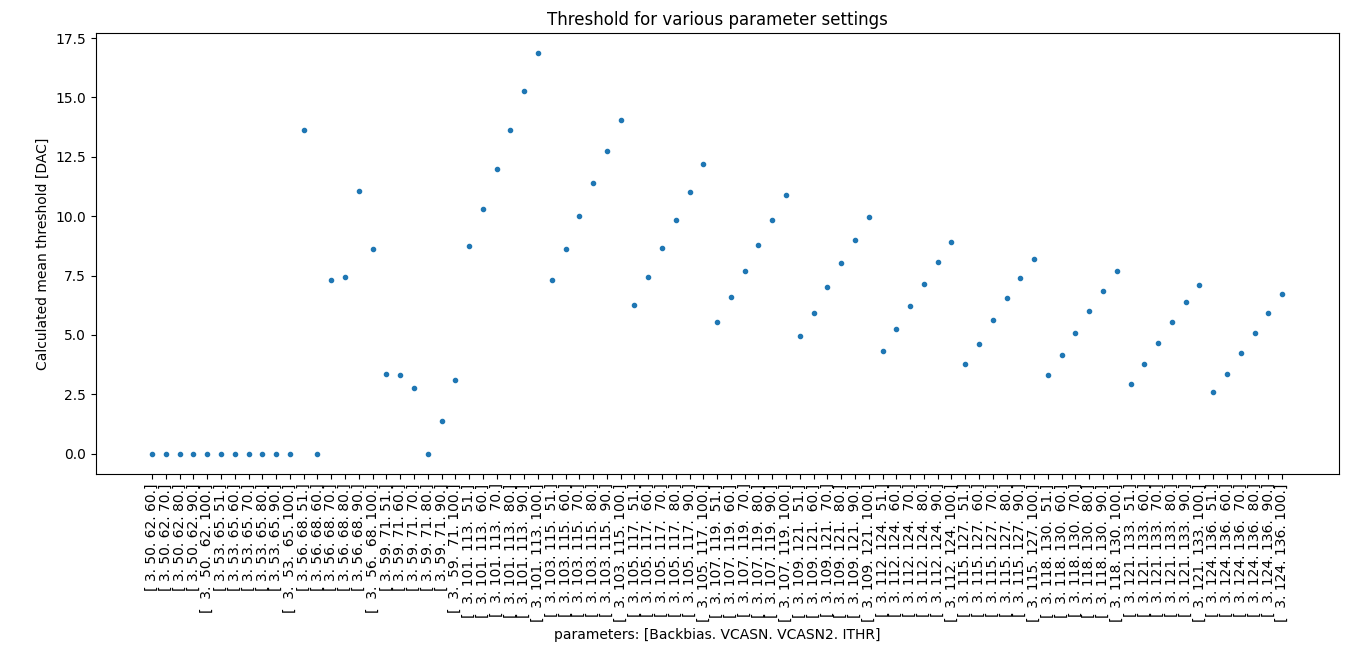 Threshold for various parameter settings
Calculated mean threshold [DAC]
17.5
15.0
12.5
10.0
7.5
5.0
2.5
0.0
[ 3. 50. 62. 60.]
[ 3. 50. 62. 70.]
[ 3. 50. 62. 80.]
[ 3. 50. 62. 90.]
[ 3. 50. 62. 100.]
[ 3. 53. 65. 51.]
[ 3. 53. 65. 60.]
[ 3. 53. 65. 70.]
[ 3. 53. 65. 80.]
[ 3. 53. 65. 90.]
[ 3. 53. 65. 100.]
[ 3. 56. 68. 51.]
[ 3. 56. 68. 60.]
[ 3. 56. 68. 70.]
[ 3. 56. 68. 80.]
[ 3. 56. 68. 90.]
[ 3. 56. 68. 100.]
[ 3. 59. 71. 51.]
[ 3. 59. 71. 60.]
[ 3. 59. 71. 70.]
[ 3. 59. 71. 80.]
[ 3. 59. 71. 90.]
[ 3. 59. 71. 100.]
[ 3. 101. 113. 51.]
[ 3. 101. 113. 60.]
[ 3. 101. 113. 70.]
[ 3. 101. 113. 80.]
[ 3. 101. 113. 90.]
[ 3. 101. 113. 100.]
[ 3. 103. 115. 51.]
[ 3. 103. 115. 60.]
[ 3. 103. 115. 70.]
[ 3. 103. 115. 80.]
[ 3. 103. 115. 90.]
[ 3. 103. 115. 100.]
[ 3. 105. 117. 51.]
[ 3. 105. 117. 60.]
[ 3. 105. 117. 70.]
[ 3. 105. 117. 80.]
[ 3. 105. 117. 90.]
[ 3. 105. 117. 100.]
[ 3. 107. 119. 51.]
[ 3. 107. 119. 60.]
[ 3. 107. 119. 70.]
[ 3. 107. 119. 80.]
[ 3. 107. 119. 90.]
[ 3. 107. 119. 100.]
[ 3. 109. 121. 51.]
[ 3. 109. 121. 60.]
[ 3. 109. 121. 70.]
[ 3. 109. 121. 80.]
[ 3. 109. 121. 90.]
[ 3. 109. 121. 100.]
[ 3. 112. 124. 51.]
[ 3. 112. 124. 60.]
[ 3. 112. 124. 70.]
[ 3. 112. 124. 80.]
[ 3. 112. 124. 90.]
[ 3. 112. 124. 100.]
[ 3. 115. 127. 51.]
[ 3. 115. 127. 60.]
[ 3. 115. 127. 70.]
[ 3. 115. 127. 80.]
[ 3. 115. 127. 90.]
[ 3. 115. 127. 100.]
[ 3. 118. 130. 51.]
[ 3. 118. 130. 60.]
[ 3. 118. 130. 70.]
[ 3. 118. 130. 80.]
[ 3. 118. 130. 90.]
[ 3. 118. 130. 100.]
[ 3. 121. 133. 51.]
[ 3. 121. 133. 60.]
[ 3. 121. 133. 70.]
[ 3. 121. 133. 80.]
[ 3. 121. 133. 90.]
[ 3. 121. 133. 100.]
[ 3. 124. 136. 51.]
[ 3. 124. 136. 60.]
[ 3. 124. 136. 70.]
[ 3. 124. 136. 80.]
[ 3. 124. 136. 90.]
[ 3. 124. 136. 100.]
parameters: [Backbias. VCASN. VCASN2. ITHR]